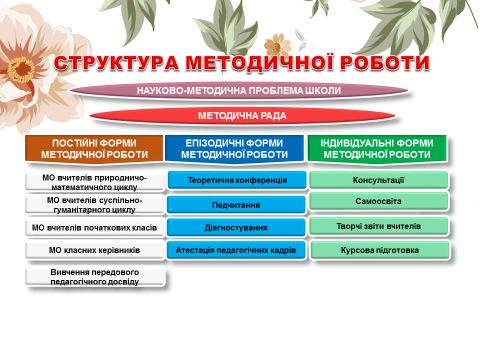 СТРУКТУРА МЕТОДИЧНОЇ РОБОТИ
НАУКОВО-МЕТОДИЧНА ПРОБЛЕМА ШКОЛИ
МЕТОДИЧНА РАДА
ПОСТІЙНІ ФОРМИ
МЕТОДИЧНОЇ РОБОТИ
МО вчителів природничо-
математичного циклу
МО вчителів суспільно-
гуманітарного циклу
МО вчителів початкових класів
МО класних керівників
Вивчення передового
педагогічного досвіду
ЕПІЗОДИЧНІ ФОРМИ
МЕТОДИЧНОЇ РОБОТИ
Теоретична конференція
Педчитання
Діагностування
Атестація педагогічних кадрів
ІНДИВІДУАЛЬНІ ФОРМИ
МЕТОДИЧНОЇ РОБОТИ
Консультації
Самоосвіта
Творчі звіти вчителів
Курсова підготовка